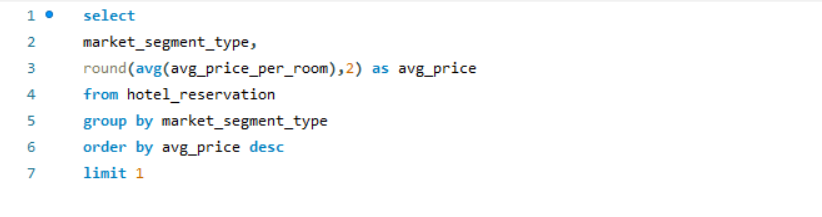 1 select
2 market_segment_type,
3 round(avg(avg_price_per_room),2) as avg_price
4 from hotel_reservation
5 group by market_segment_type
6 order by avg_price desc
7 limit 1